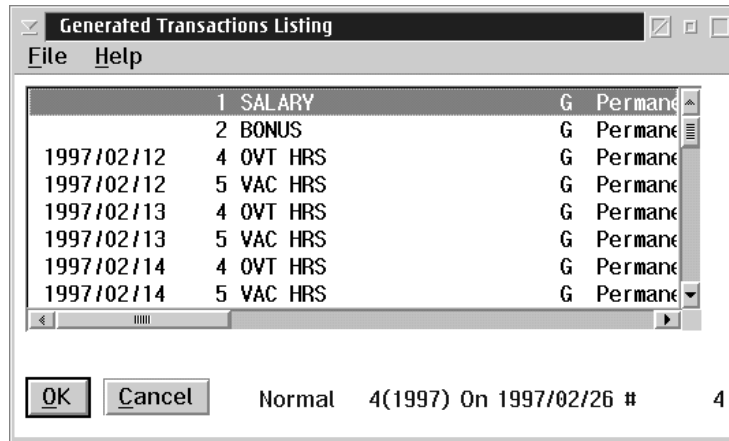 Generated Transactions Listing
File Help
1 SALARY G Permane
2 BONUS G Permane
1997/02/12 4 OVT HRS G Permane
1997/02/12 5 VAC HRS G Permane
1997/02/13 4 OVT HRS G Permane
1997/02/13 5 VAC HRS G Permane
1997/02/14 4 OVT HRS G Permane
1997/02/14 5 VAC HRS G Permane
OK Cancel Normal 4(1997) On 1997/02/26 # 4